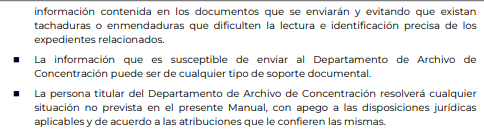 información contenida en los documentos que se enviarán y evitando que existan
tachaduras o enmendaduras que dificulten la lectura e identificación precisa de los
expedientes relacionados.
▪ La información que es susceptible de enviar al Departamento de Archivo de
Concentración puede ser de cualquier tipo de soporte documental.
▪ La persona titular del Departamento de Archivo de Concentración resolverá cualquier
situación no prevista en el presente Manual, con apego a las disposiciones jurídicas
aplicables y de acuerdo a las atribuciones que le confieren las mismas.